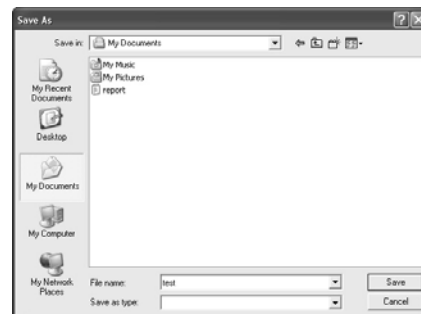 Save As
Save in:
My Documents
My Recent
Documents
Desktop
My Documents
My Computer
My Network
Places
My Music
My Pictures
report
File name:
test
Save
Save as type:
Cancel